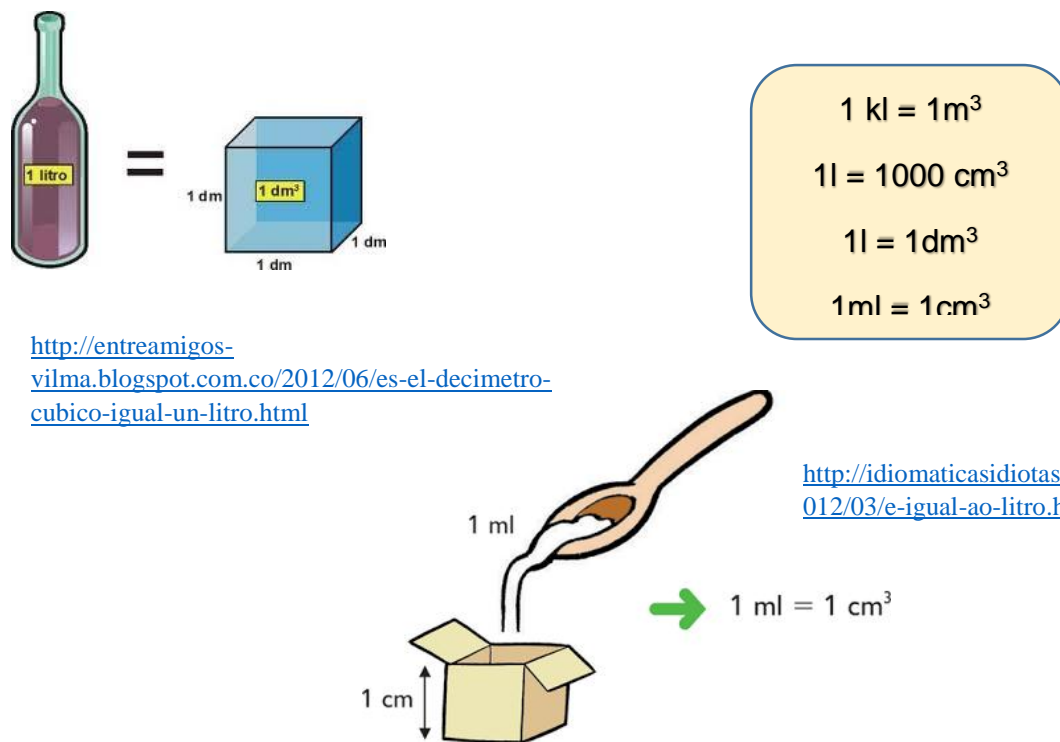 1 litro
=
1 dm
1 dm³
1 dm
1 dm
1 kl = 1m³
1l = 1000 cm³
1l = 1dm³
1ml = 1cm³
http://entreamigos-
vilma.blogspot.com.co/2012/06/es-el-decimetro-
cubico-igual-un-litro.html
http://idiomaticasidiotas
012/03/e-igual-ao-litro.h
1 ml
1 ml = 1 cm³
1 cm